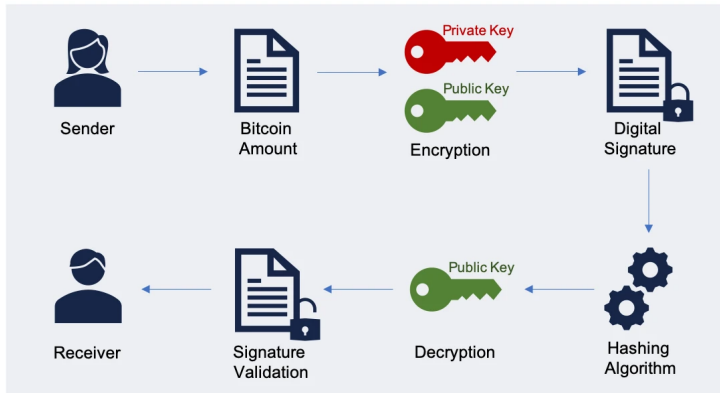 Private Key
Public Key
Sender
Bitcoin
Amount
Encryption
Digital
Signature
Public Key
Receiver
Signature
Validation
Decryption
Hashing
Algorithm